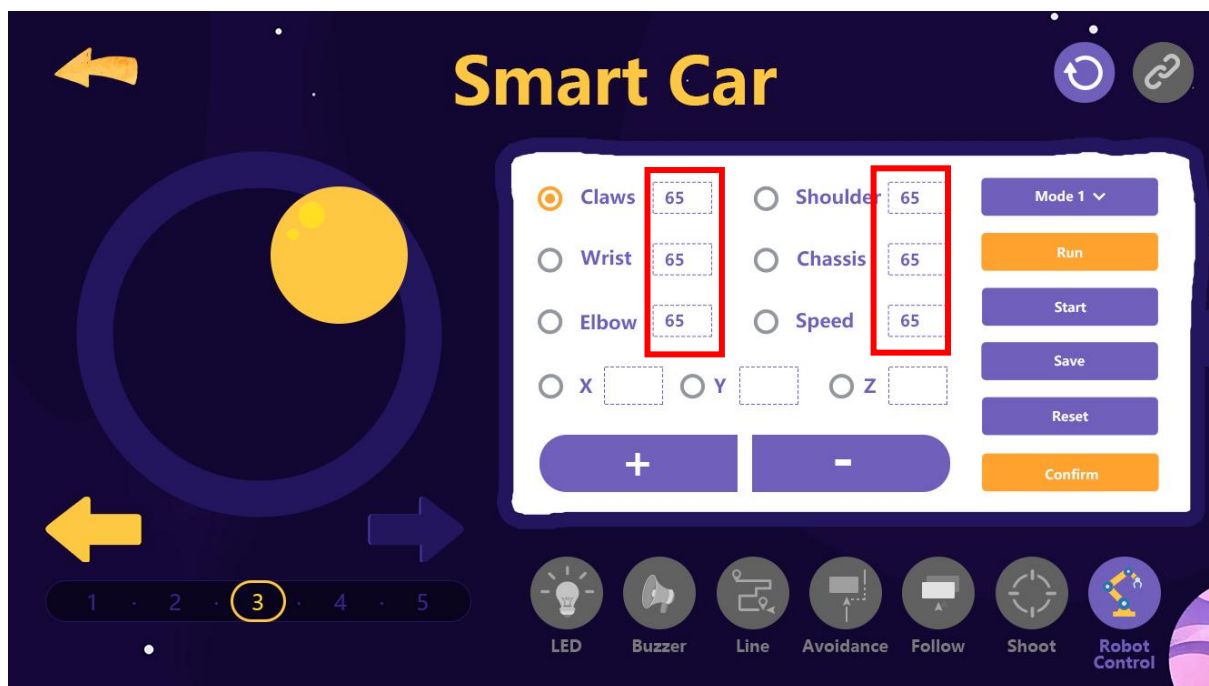 Smart Car
Claws 65 Shoulder 65 Mode 1
Wrist 65 Chassis 65 Run
Elbow 65 Speed 65 Start
Save
X Y Z
Reset
+ -
Confirm
1 · 2 · 3 · 4 · 5
LED Buzzer Line Avoidance Follow Shoot Robot
Control